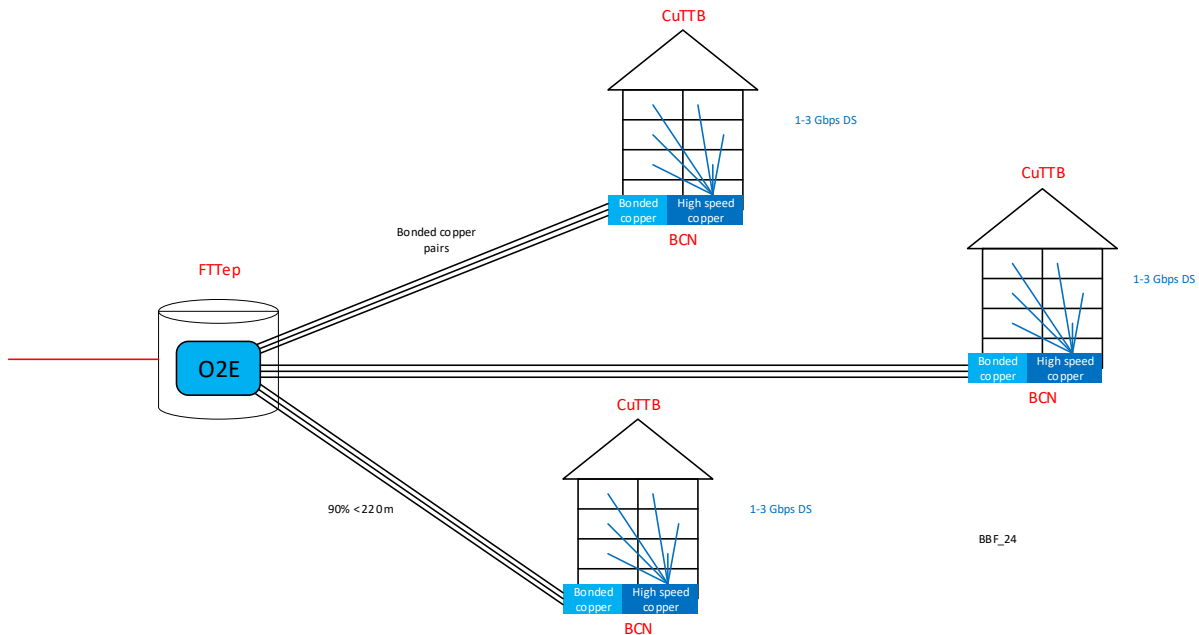 CuTTB
1-3 Gbps DS
Bonded
copper
High speed
copper
BCN
CuTTB
1-3 Gbps DS
Bonded
copper
High speed
copper
BCN
Bonded copper
pairs
FTTep
O2E
CuTTB
90% <220m
1-3 Gbps DS
BBF_24
Bonded
copper
High speed
copper
BCN